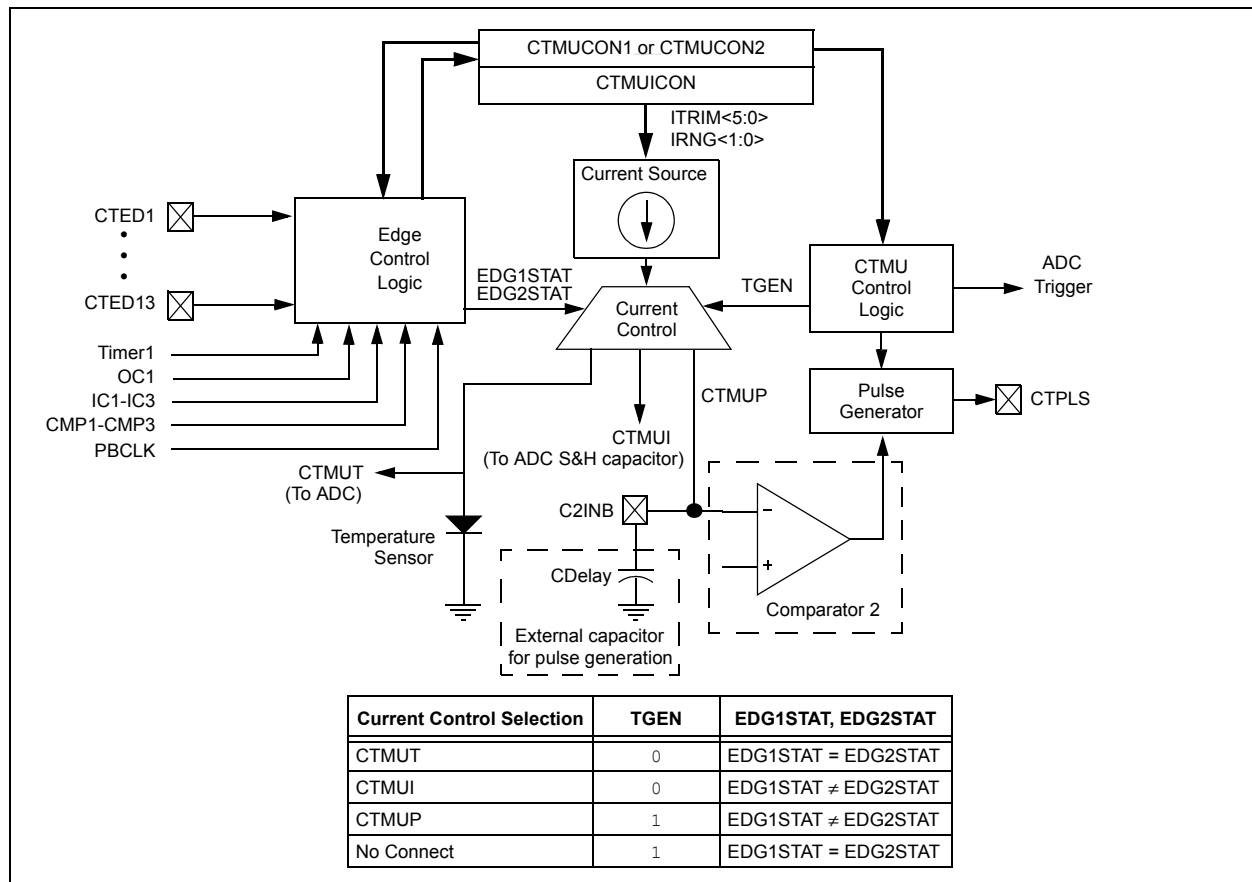 CTMUCON1 or CTMUCON2
CTMUICON
ITRIM<5:0>
IRNG<1:0>
Current Source
CTED1
CTED13
Edge
Control
Logic
EDG1STAT
EDG2STAT
Current
Control
TGEN
CTMU
Control
Logic
ADC
Trigger
Timer1
OC1
IC1-IC3
CMP1-CMP3
PBCLK
Pulse
Generator
CTPLS
CTMUP
CTMUI
(To ADC S&H capacitor)
CTMUT
(To ADC)
C2INB
Temperature
Sensor
CDelay
External capacitor
for pulse generation
−
+
Comparator 2
Current Control Selection TGEN EDG1STAT, EDG2STAT
CTMUT 0 EDG1STAT = EDG2STAT
CTMUI 0 EDG1STAT ≠ EDG2STAT
CTMUP 1 EDG1STAT ≠ EDG2STAT
No Connect 1 EDG1STAT = EDG2STAT